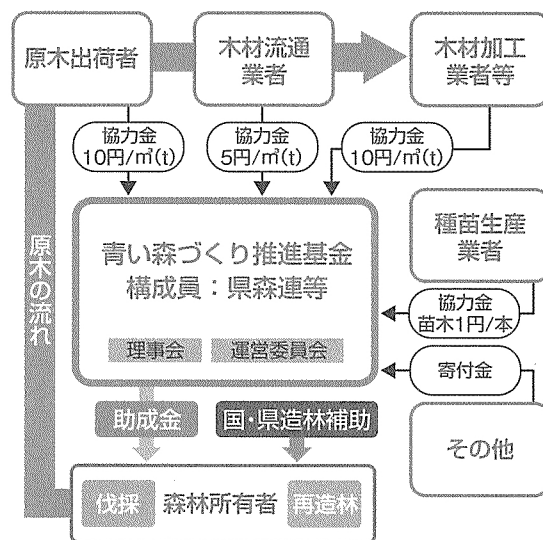 原木出荷者
木材流通
業者
木材加工
業者等
協力金
10円/㎥(t)
協力金
5円/㎥(t)
協力金
10円/㎥(t)
原木の流れ
青い森づくり推進基金
構成員：県森連等
理事会
運営委員会
種苗生産
業者
協力金
苗木1円/本
寄付金
その他
助成金
国・県造林補助
伐採
森林所有者
再造林